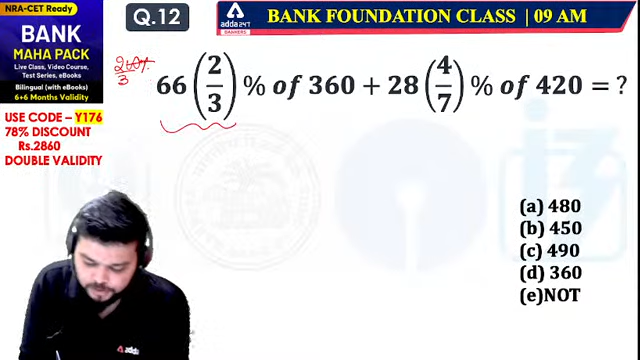 NRA-CET Ready
BANK
MAHA PACK
Live Class, Video Course,
Test Series, eBooks
Bilingual (with eBooks)
6+6 Months Validity
Q.12
adda247
BANKERS
BANK FOUNDATION CLASS | 09 AM
USE CODE – Y176
78% DISCOUNT
Rs.2860
DOUBLE VALIDITY
66 (2/3) % of 360 + 28 (4/7) % of 420 = ?
(a) 480
(b) 450
(c) 490
(d) 360
(e)NOT
adda247